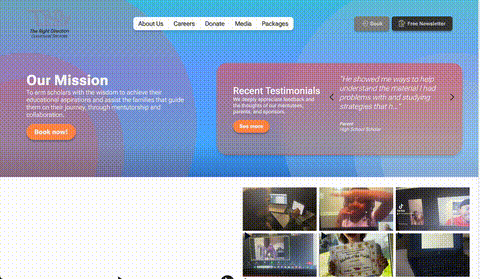 The Right Direction
About Us
Careers
Donate
Media
Packages
Book
Free Newsletter
Our Mission
To arm scholars with the wisdom to achieve their
educational aspirations and assist the families that guide
them on their journey, through mentorship and
collaboration.
Book now!
Recent Testimonials
We deeply appreciate feedback and
the thoughts of our mentees,
parents, and sponsors.
See more
"He showed me ways to help
understand the material I had
problems with and studying
strategies that h..."
Parent
High School Scholar